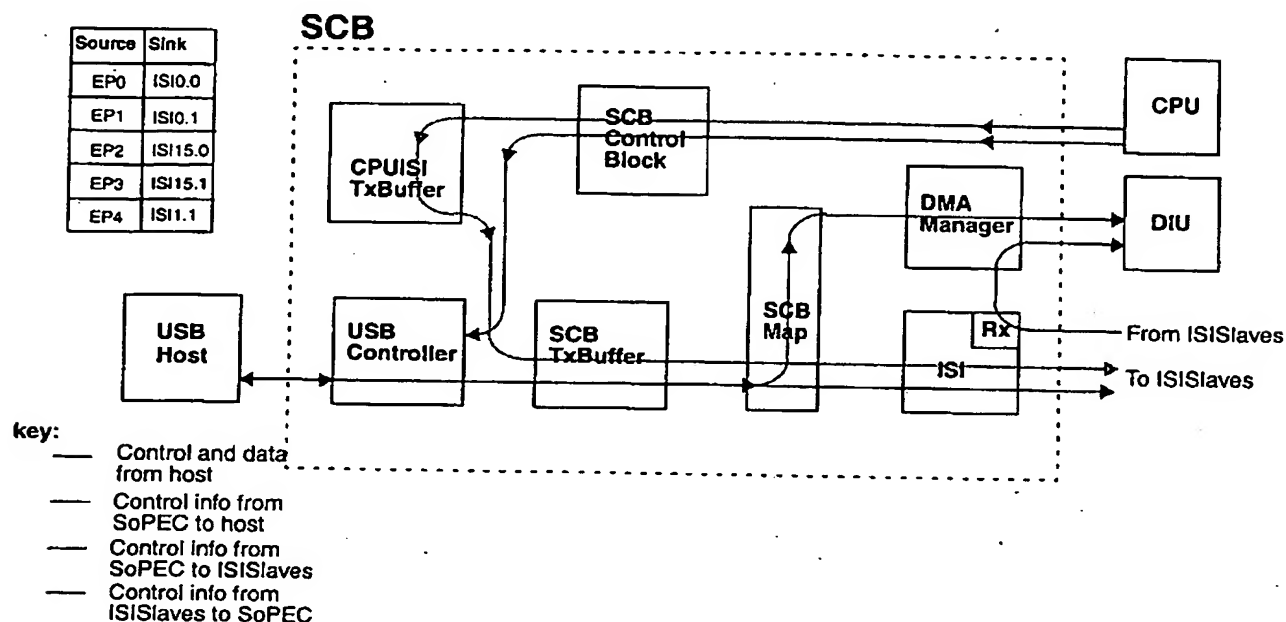 SCB
Source Sink
EP0 ISI0.0
EP1 ISI0.1
EP2 ISI15.0
EP3 ISI15.1
EP4 ISI1.1
CPUISI
TxBuffer
SCB
Control
Block
CPU
DMA
Manager
DIU
USB
Host
USB
Controller
SCB
TxBuffer
SCB
Map
Rx
ISI
From ISISlaves
To ISISlaves
key:
Control and data
from host
Control info from
SoPEC to host
Control info from
SoPEC to ISISlaves
Control info from
ISISlaves to SoPEC